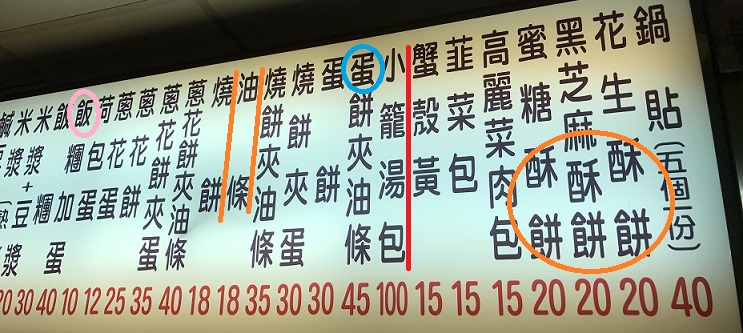 鍋貼(五個一份)
花生酥餅
黑芝麻酥餅
蜜糖酥餅
高麗菜肉包
韮菜包
蟹殼黃
小籠湯包
蛋餅夾油條
蛋餅
燒餅夾蛋
燒餅夾油條
油條
燒餅
蔥花餅夾油條
蔥花餅夾蛋
蔥花餅
蔥花蛋
荷包蛋
飯糰加蛋
飯糰
米漿+豆漿
米漿(熱
20 30 40 10 12 25 35 40 18 18 35 30 30 45 100 15 15 15 20 20 20 40